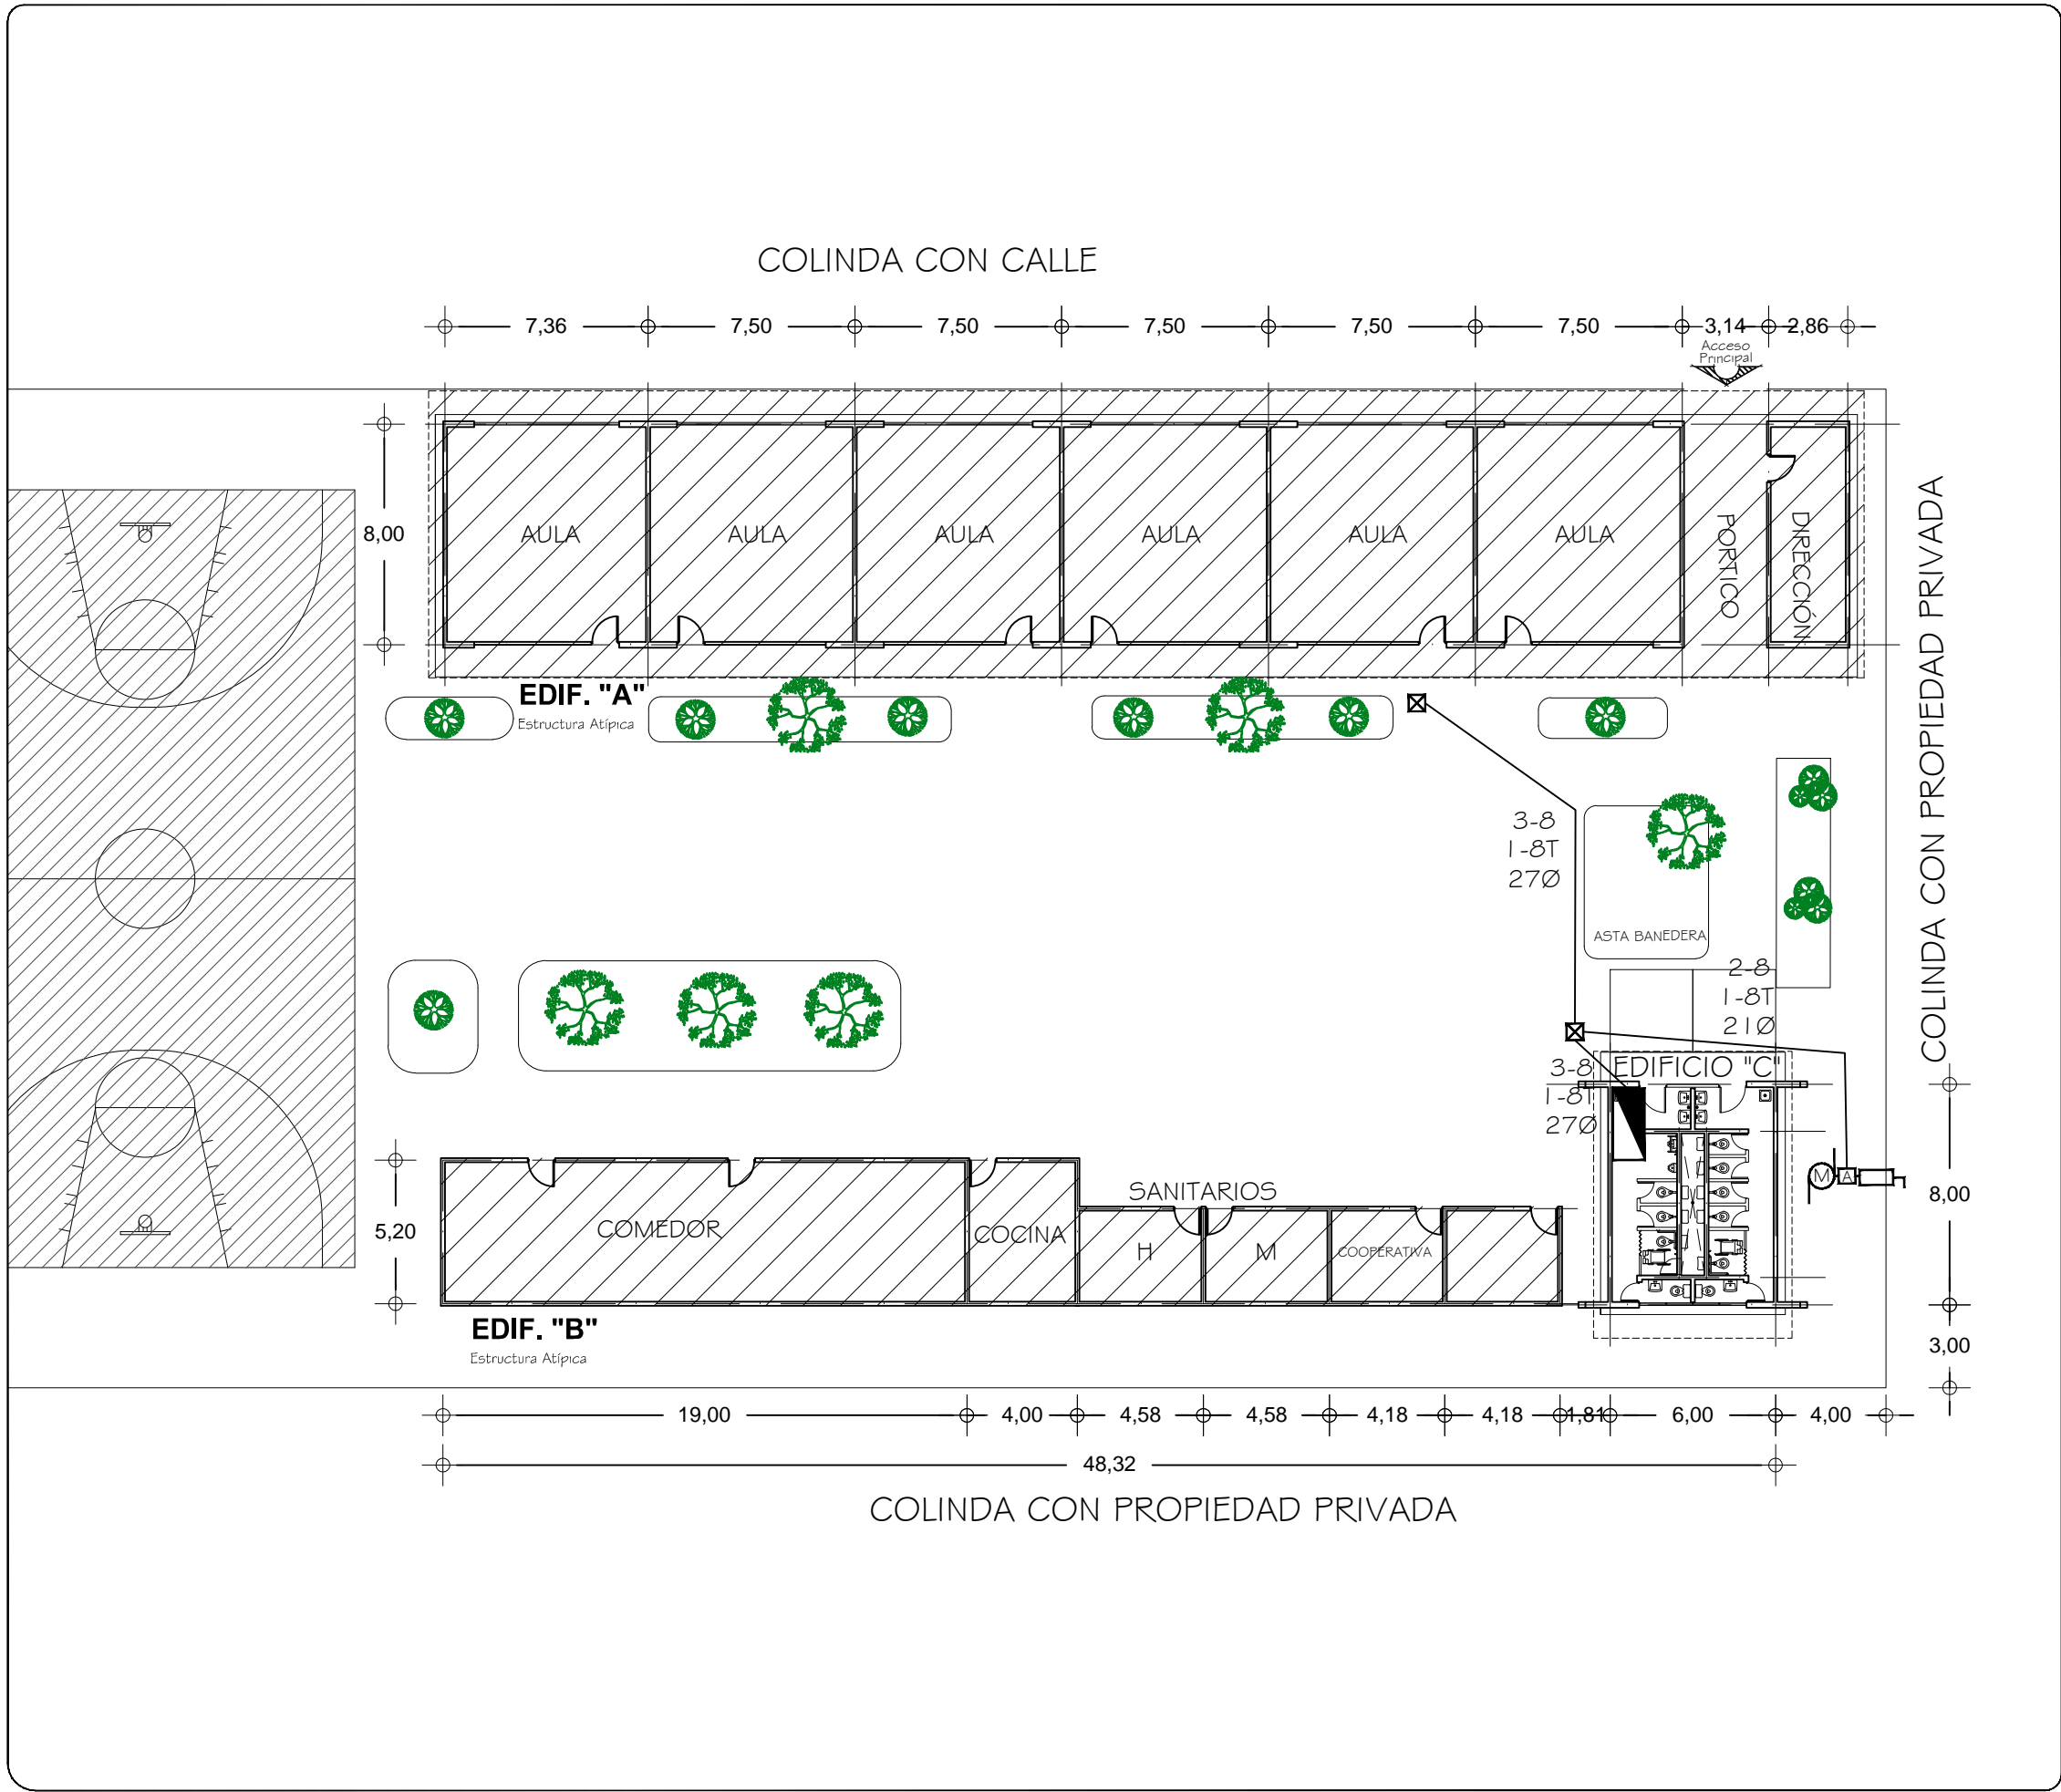 COLINDA CON CALLE
7,36
7,50
7,50
7,50
7,50
7,50
3,14
2,86
Acceso
Principal
8,00
AULA
AULA
AULA
AULA
AULA
AULA
PORTICO
DIRECCIÓN
COLINDA CON PROPIEDAD PRIVADA
EDIF. "A"
Estructura Atípica
3-8
1-8T
27Ø
ASTA BANEDERA
2-8
1-8T
21Ø
EDIFICIO "C"
3-8
1-8T
27Ø
M
A
8,00
5,20
COMEDOR
COCINA
SANITARIOS
H
M
COOPERATIVA
EDIF. "B"
Estructura Atípica
3,00
19,00
4,00
4,58
4,58
4,18
4,18
1,81
6,00
4,00
48,32
COLINDA CON PROPIEDAD PRIVADA